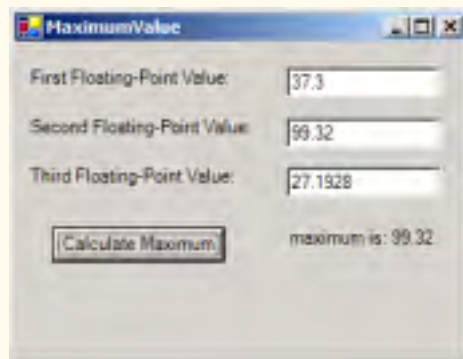 MaximumValue
First Floating-Point Value: 37.3
Second Floating-Point Value: 99.32
Third Floating-Point Value: 27.1928
Calculate Maximum maximum is: 99.32